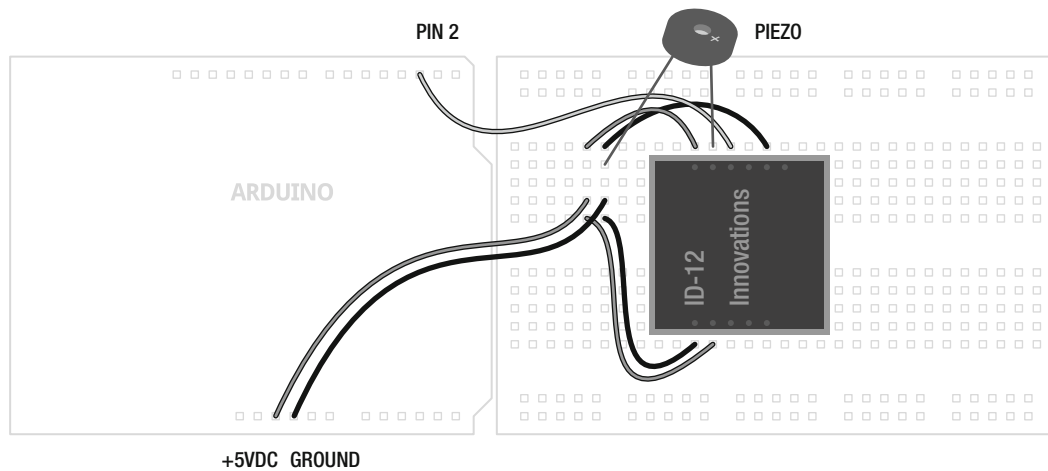 PIN 2
PIEZO
ARDUINO
ID-12
Innovations
+5VDC GROUND